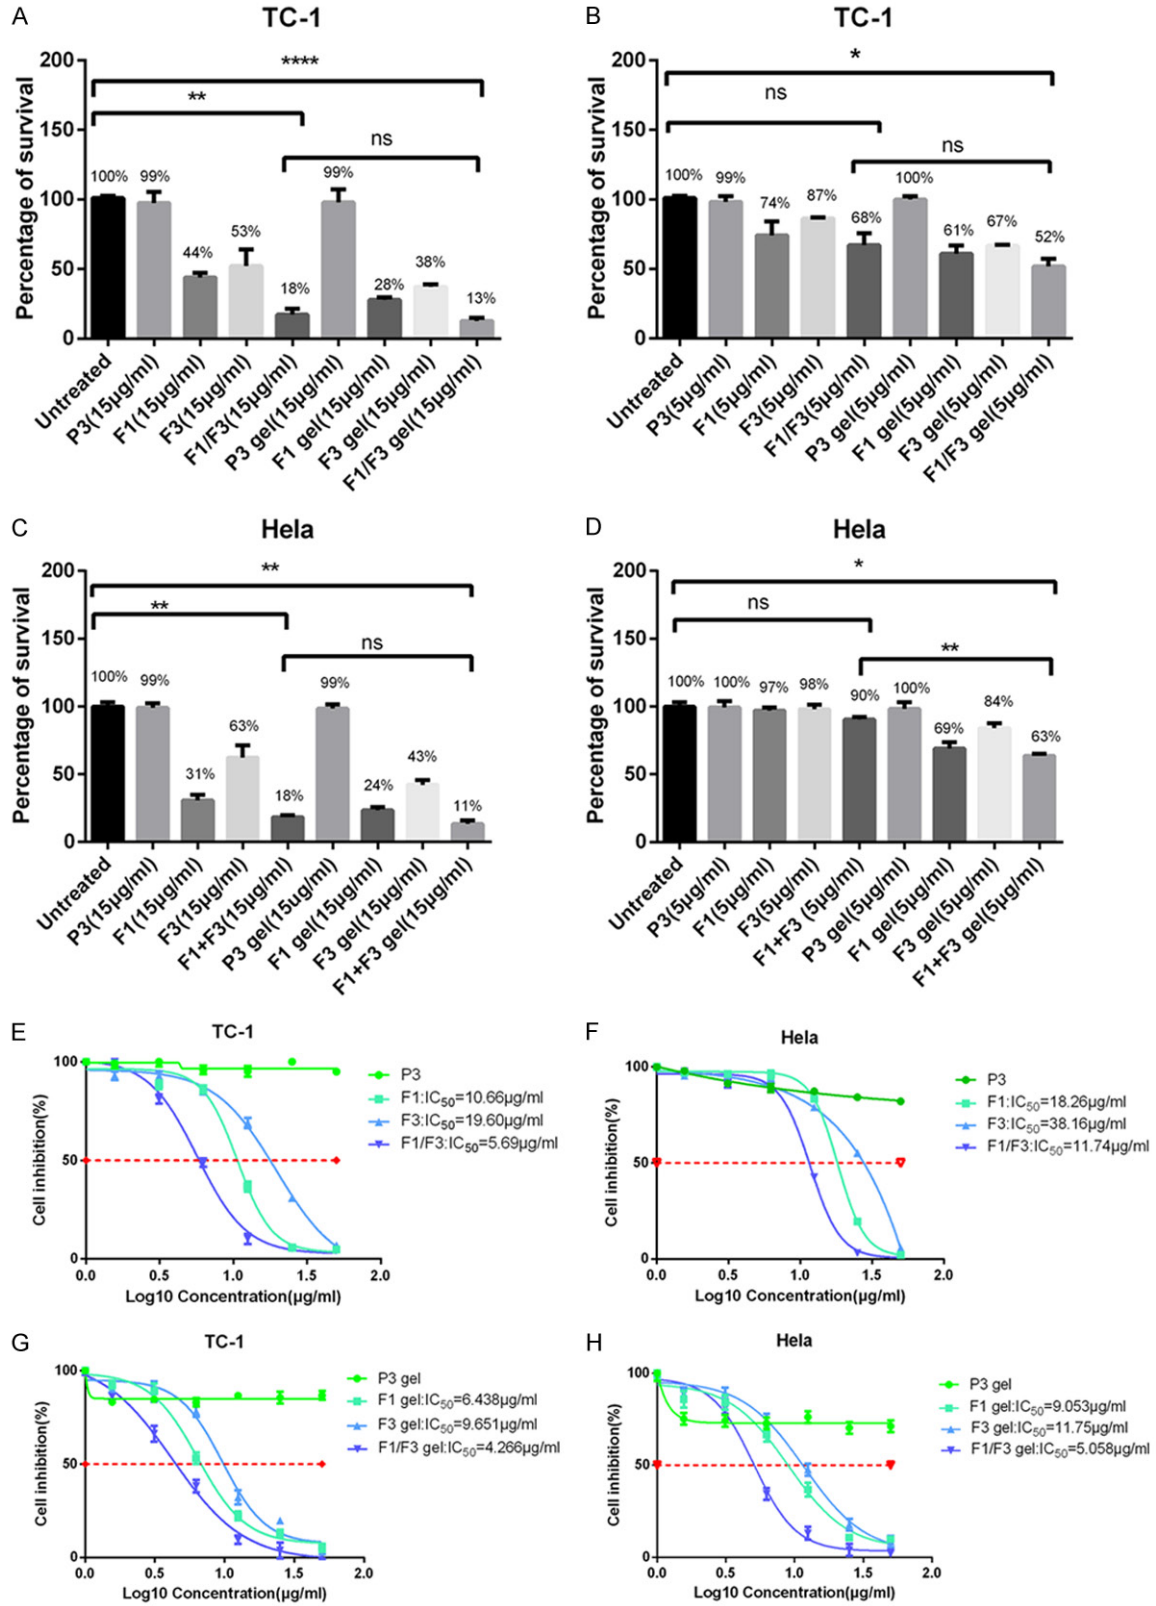 A
TC-1
Percentage of survival
200
150
100
50
0
****
**
ns
100%
99%
44%
53%
18%
99%
28%
38%
13%
Untreated
P3(15μg/ml)
F1(15μg/ml)
F3(15μg/ml)
F1/F3(15μg/ml)
P3 gel(15μg/ml)
F1 gel(15μg/ml)
F3 gel(15μg/ml)
F1/F3 gel(15μg/ml)
B
TC-1
Percentage of survival
200
150
100
50
0
*
ns
ns
100%
99%
74%
87%
68%
100%
61%
67%
52%
Untreated
P3(5μg/ml)
F1(5μg/ml)
F3(5μg/ml)
F1/F3(5μg/ml)
P3 gel(5μg/ml)
F1 gel(5μg/ml)
F3 gel(5μg/ml)
F1/F3 gel(5μg/ml)
C
Hela
Percentage of survival
200
150
100
50
0
**
**
ns
100%
99%
31%
63%
18%
99%
24%
43%
11%
Untreated
P3(15μg/ml)
F1(15μg/ml)
F3(15μg/ml)
F1+F3(15μg/ml)
P3 gel(15μg/ml)
F1 gel(15μg/ml)
F3 gel(15μg/ml)
F1+F3 gel(15μg/ml)
D
Hela
Percentage of survival
200
150
100
50
0
*
ns
**
100%
100%
97%
98%
90%
100%
69%
84%
63%
Untreated
P3(5μg/ml)
F1(5μg/ml)
F3(5μg/ml)
F1+F3 (5μg/ml)
P3 gel(5μg/ml)
F1 gel(5μg/ml)
F3 gel(5μg/ml)
F1+F3 gel(5μg/ml)
E
TC-1
Cell inhibition(%)
100
50
0
0.0 0.5 1.0 1.5 2.0
Log10 Concentration(μg/ml)
P3
F1:IC50=10.66μg/ml
F3:IC50=19.60μg/ml
F1/F3:IC50=5.69μg/ml
F
Hela
Cell inhibition(%)
100
50
0
0.0 0.5 1.0 1.5 2.0
Log10 Concentration(μg/ml)
P3
F1:IC50=18.26μg/ml
F3:IC50=38.16μg/ml
F1/F3:IC50=11.74μg/ml
G
TC-1
Cell inhibition(%)
100
50
0
0.0 0.5 1.0 1.5 2.0
Log10 Concentration(μg/ml)
P3 gel
F1 gel:IC50=6.438μg/ml
F3 gel:IC50=9.651μg/ml
F1/F3 gel:IC50=4.266μg/ml
H
Hela
Cell inhibition(%)
100
50
0
0.0 0.5 1.0 1.5 2.0
Log10 Concentration(μg/ml)
P3 gel
F1 gel:IC50=9.053μg/ml
F3 gel:IC50=11.75μg/ml
F1/F3 gel:IC50=5.058μg/ml